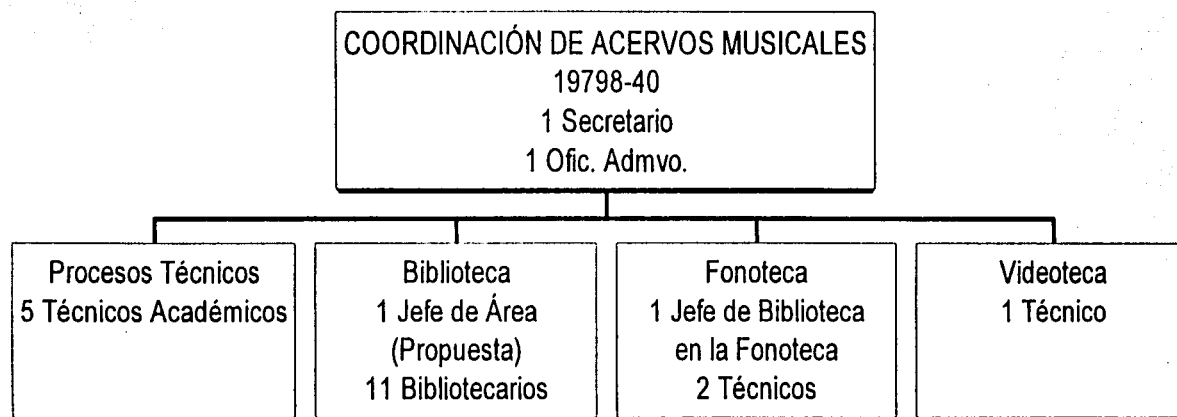 COORDINACIÓN DE ACERVOS MUSICALES
19798-40
1 Secretario
1 Ofic. Admvo.
Procesos Técnicos
5 Técnicos Académicos
Biblioteca
1 Jefe de Área
(Propuesta)
11 Bibliotecarios
Fonoteca
1 Jefe de Biblioteca
en la Fonoteca
2 Técnicos
Videoteca
1 Técnico